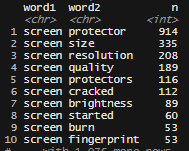 word1 word2 n
<chr> <chr> <int>
1 screen protector 914
2 screen size 335
3 screen resolution 208
4 screen quality 189
5 screen protectors 116
6 screen cracked 112
7 screen brightness 89
8 screen started 60
9 screen burn 53
10 screen fingerprint 53